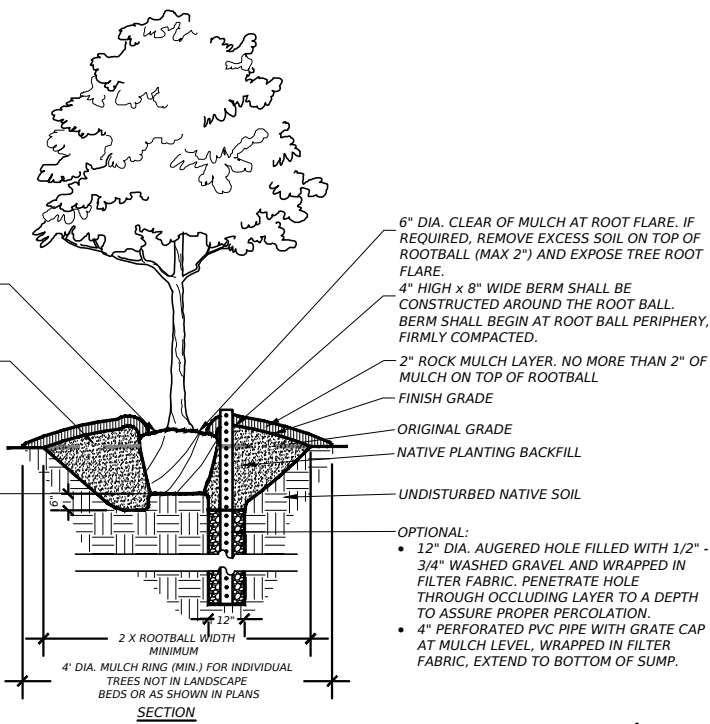 6" DIA. CLEAR OF MULCH AT ROOT FLARE. IF
REQUIRED, REMOVE EXCESS SOIL ON TOP OF
ROOTBALL (MAX 2") AND EXPOSE TREE ROOT
FLARE.
4" HIGH x 8" WIDE BERM SHALL BE
CONSTRUCTED AROUND THE ROOT BALL.
BERM SHALL BEGIN AT ROOT BALL PERIPHERY,
FIRMLY COMPACTED.
2" ROCK MULCH LAYER. NO MORE THAN 2" OF
MULCH ON TOP OF ROOTBALL
FINISH GRADE
ORIGINAL GRADE
NATIVE PLANTING BACKFILL
UNDISTURBED NATIVE SOIL
OPTIONAL:
• 12" DIA. AUGERED HOLE FILLED WITH 1/2" -
3/4" WASHED GRAVEL AND WRAPPED IN
FILTER FABRIC. PENETRATE HOLE
THROUGH OCCLUDING LAYER TO A DEPTH
TO ASSURE PROPER PERCOLATION.
• 4" PERFORATED PVC PIPE WITH GRATE CAP
AT MULCH LEVEL, WRAPPED IN FILTER
FABRIC, EXTEND TO BOTTOM OF SUMP.
6"
12"
2 X ROOTBALL WIDTH
MINIMUM
4' DIA. MULCH RING (MIN.) FOR INDIVIDUAL
TREES NOT IN LANDSCAPE
BEDS OR AS SHOWN IN PLANS
SECTION